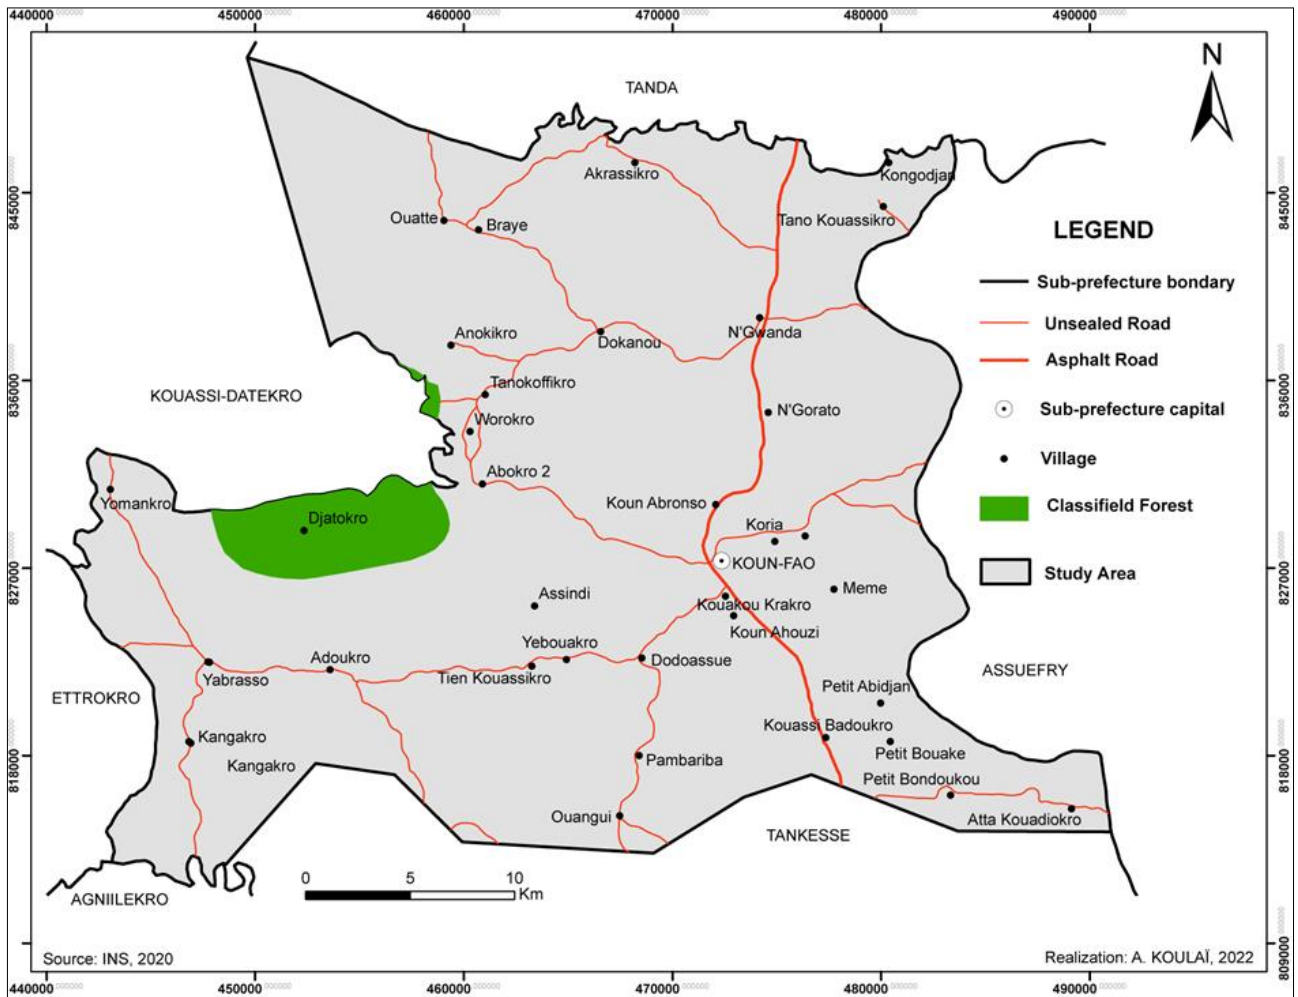 440000 450000 460000 470000 480000 490000
N
TANDA
Akrassikro
Kongodjan
845000
845000
Ouatte
Braye
Tano Kouassikro
LEGEND
Sub-prefecture bondary
Unsealed Road
Asphalt Road
Sub-prefecture capital
Village
Classifield Forest
Study Area
Anokikro
Dokanou
N'Gwanda
836000
836000
KOUASSI-DATEKRO
Tanokoffikro
N'Gorato
Worokro
Abokro 2
Yomankro
Koun Abronso
Djatokro
Koria
827000
827000
KOUN-FAO
Meme
Assindi
Kouakou Krakro
Koun Ahouzi
Yebouakro
Adoukro
Dodoassue
ASSUEFRY
Yabrasso
Tien Kouassikro
Petit Abidjan
ETTROKRO
Kouassi Badoukro
Kangakro
Petit Bouake
818000
818000
Kangakro
Pambariba
Petit Bondoukou
Ouangui
Atta Kouadiokro
TANKESSE
0 5 10
Km
AGNIILEKRO
809000
Source: INS, 2020
Realization: A. KOULAÏ, 2022
440000 450000 460000 470000 480000 490000